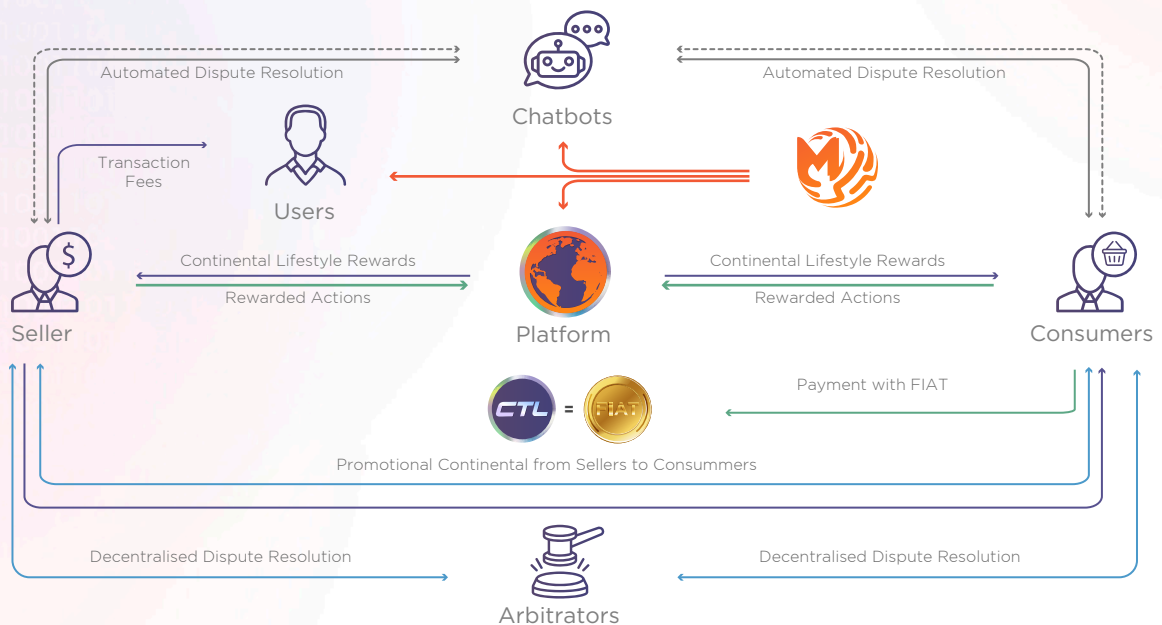 Automated Dispute Resolution
Automated Dispute Resolution
Chatbots
Transaction
Fees
Users
$
Continental Lifestyle Rewards
Continental Lifestyle Rewards
Rewarded Actions
Rewarded Actions
Seller
Platform
Consumers
Payment with FIAT
CTL = FIAT
Promotional Continental from Sellers to Consummers
Decentralised Dispute Resolution
Decentralised Dispute Resolution
Arbitrators